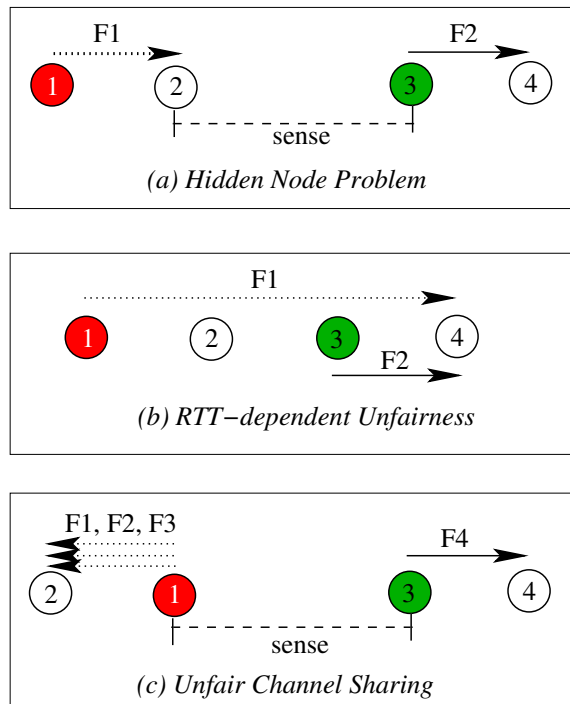 F1 F2
1 2 3 4
sense
(a) Hidden Node Problem
F1
1 2 3 4
F2
(b) RTT−dependent Unfairness
F1, F2, F3 F4
2 1 3 4
sense
(c) Unfair Channel Sharing